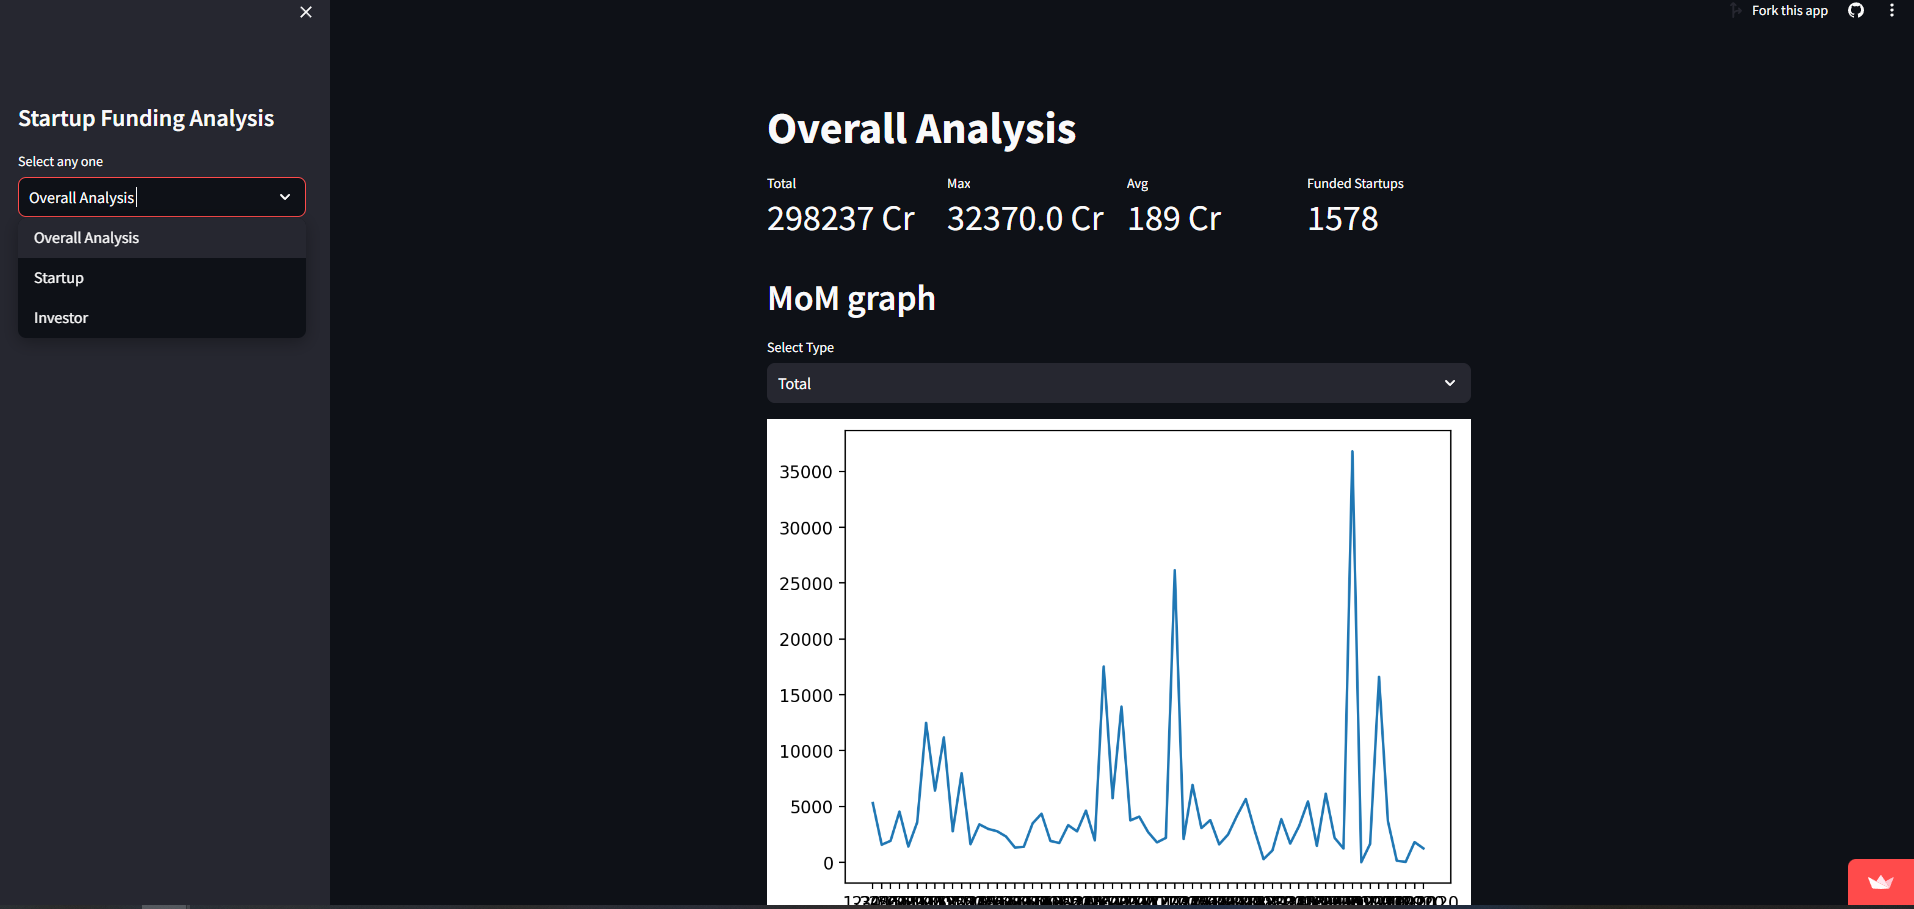 Fork this app
Startup Funding Analysis
Select any one
Overall Analysis
Overall Analysis
Startup
Investor
Overall Analysis
Total Max Avg Funded Startups
298237 Cr 32370.0 Cr 189 Cr 1578
MoM graph
Select Type
Total
35000
30000
25000
20000
15000
10000
5000
0